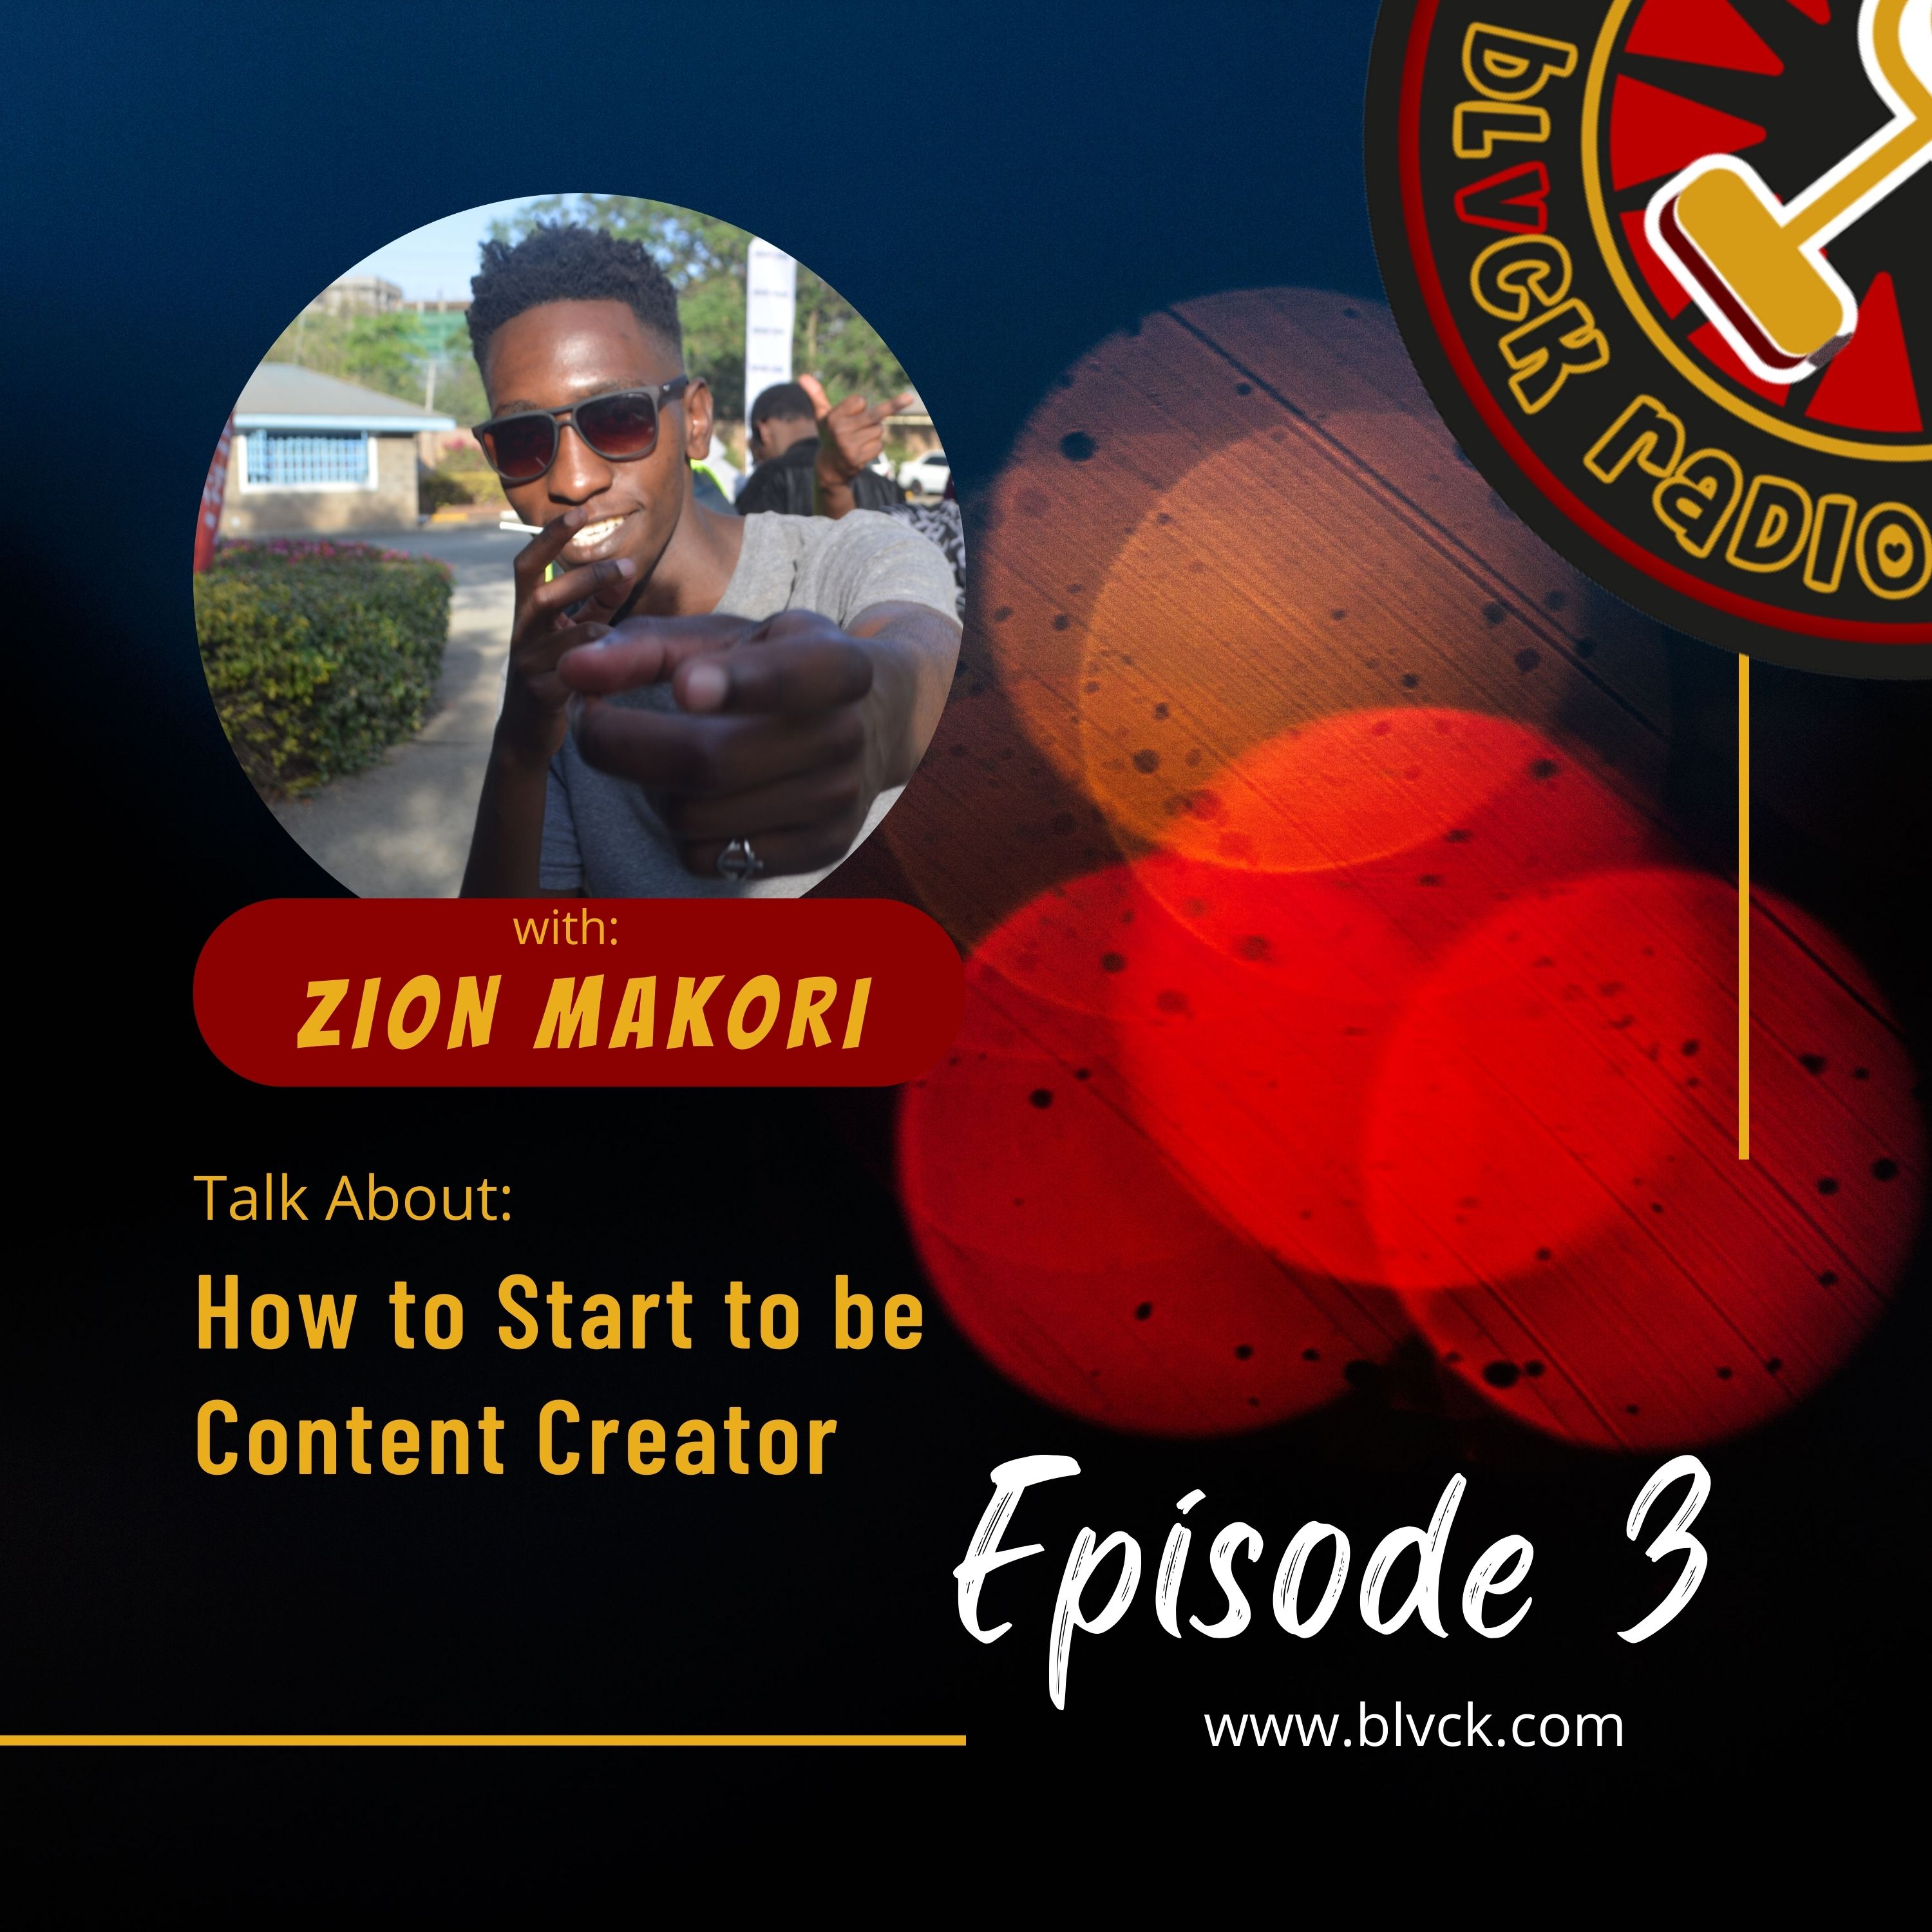 BLVCK RADIO
with:
ZION MAKORI
Talk About:
How to Start to be
Content Creator
Episode 3
www.blvck.com